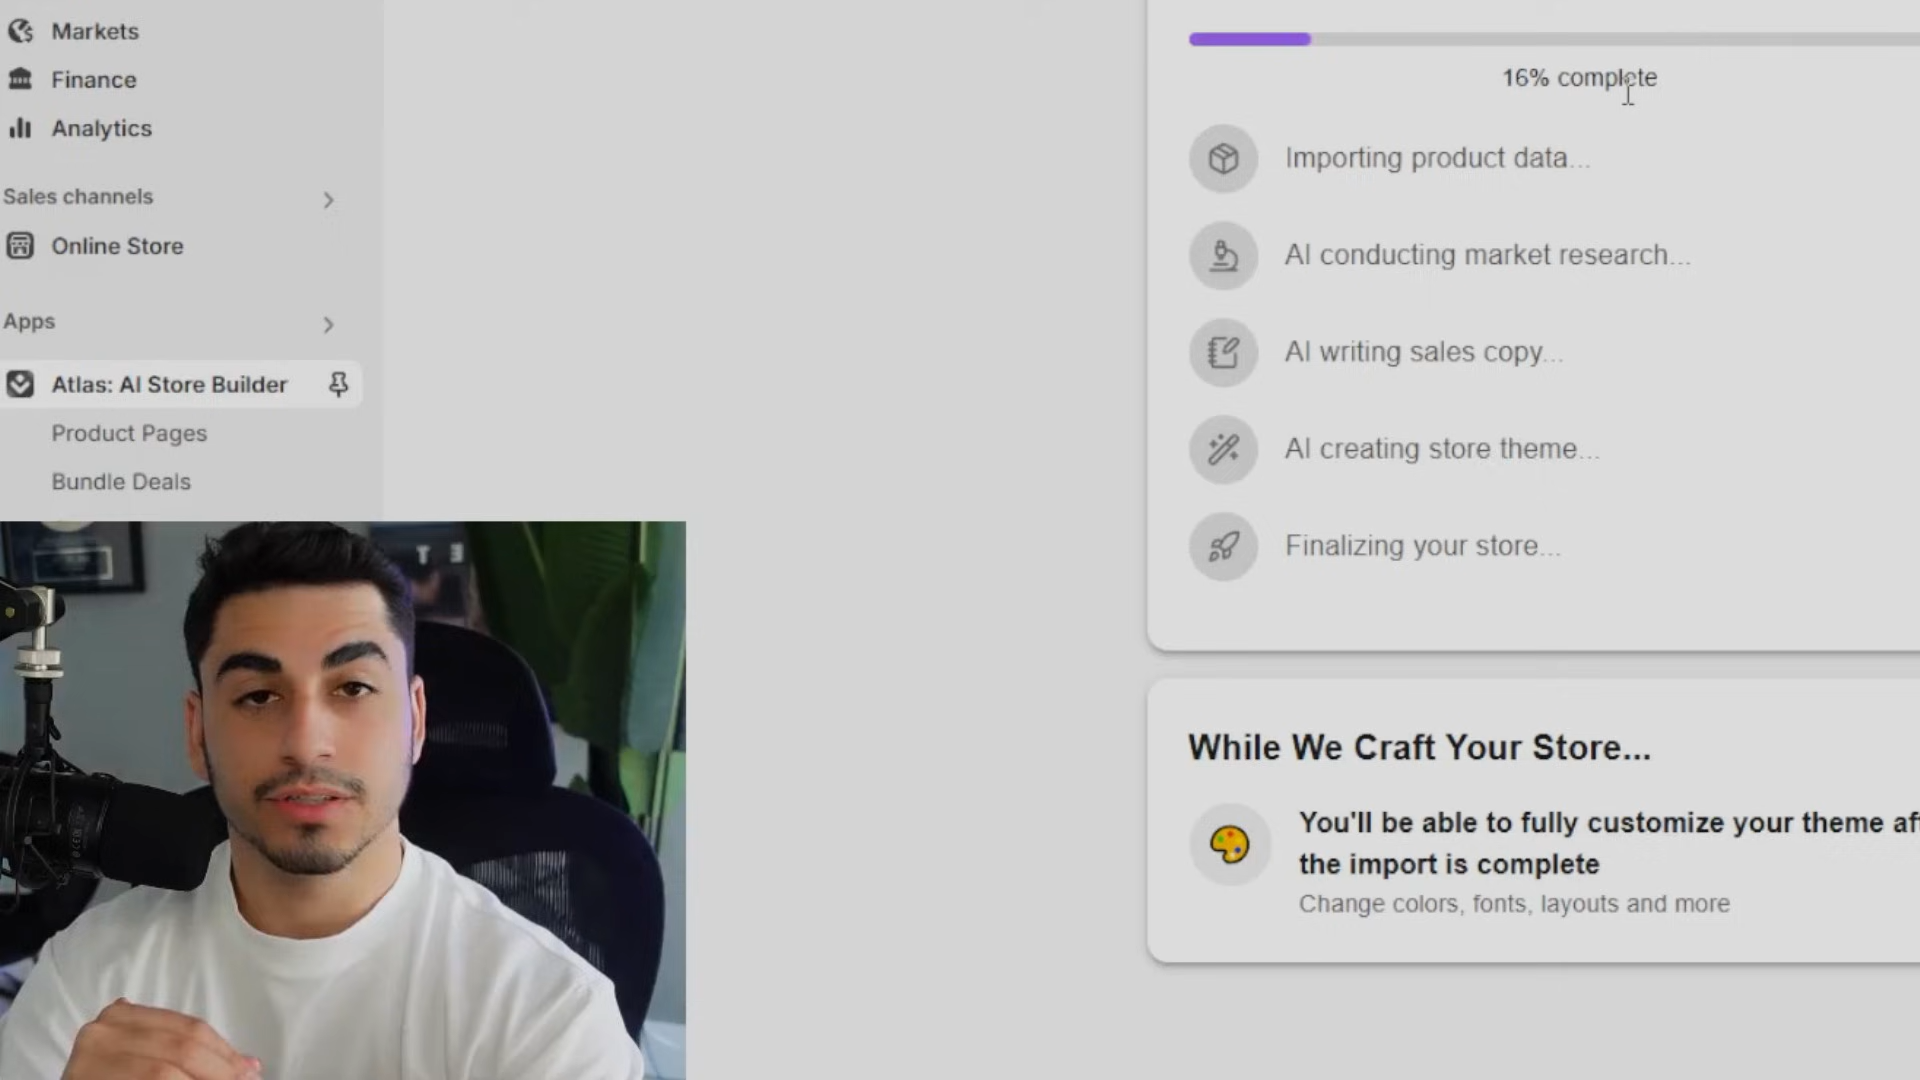 Markets
Finance
Analytics
Sales channels
Online Store
Apps
Atlas: AI Store Builder
Product Pages
Bundle Deals
16% complete
Importing product data...
AI conducting market research...
AI writing sales copy...
AI creating store theme...
Finalizing your store...
While We Craft Your Store...
You'll be able to fully customize your theme
the import is complete
Change colors, fonts, layouts and more